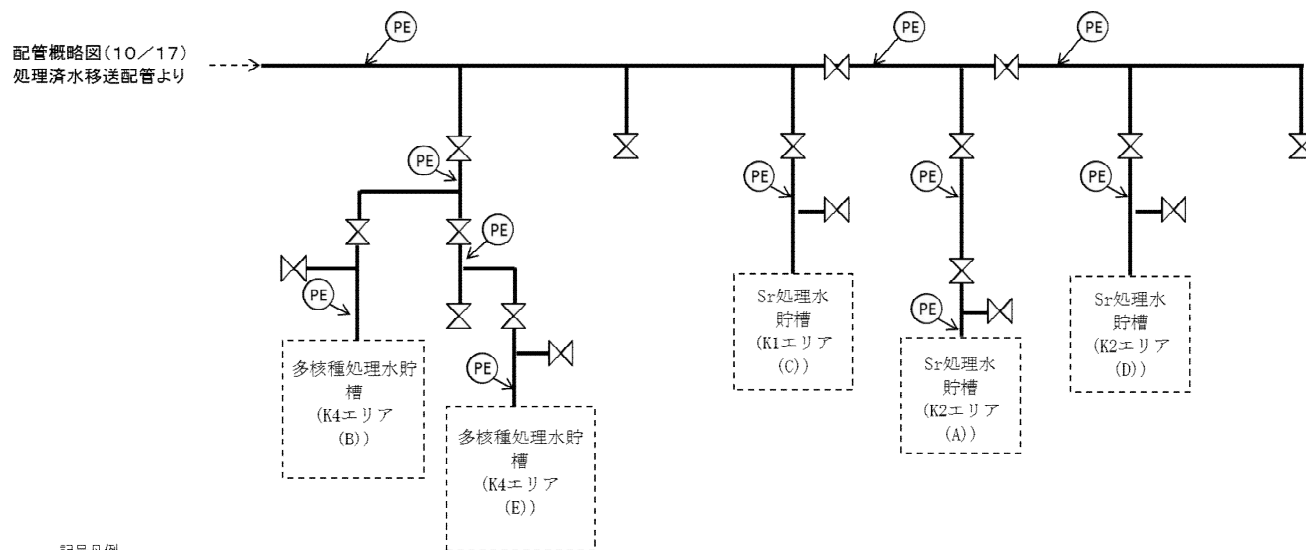 配管概略図(10/17)
処理済水移送配管より
PE
PE
PE
PE
PE
PE
PE
PE
PE
PE
PE
多核種処理水貯
槽
(K4エリア
(B))
多核種処理水貯
槽
(K4エリア
(E))
Sr処理水
貯槽
(K1エリア
(C))
Sr処理水
貯槽
(K2エリア
(A))
Sr処理水
貯槽
(K2エリア
(D))